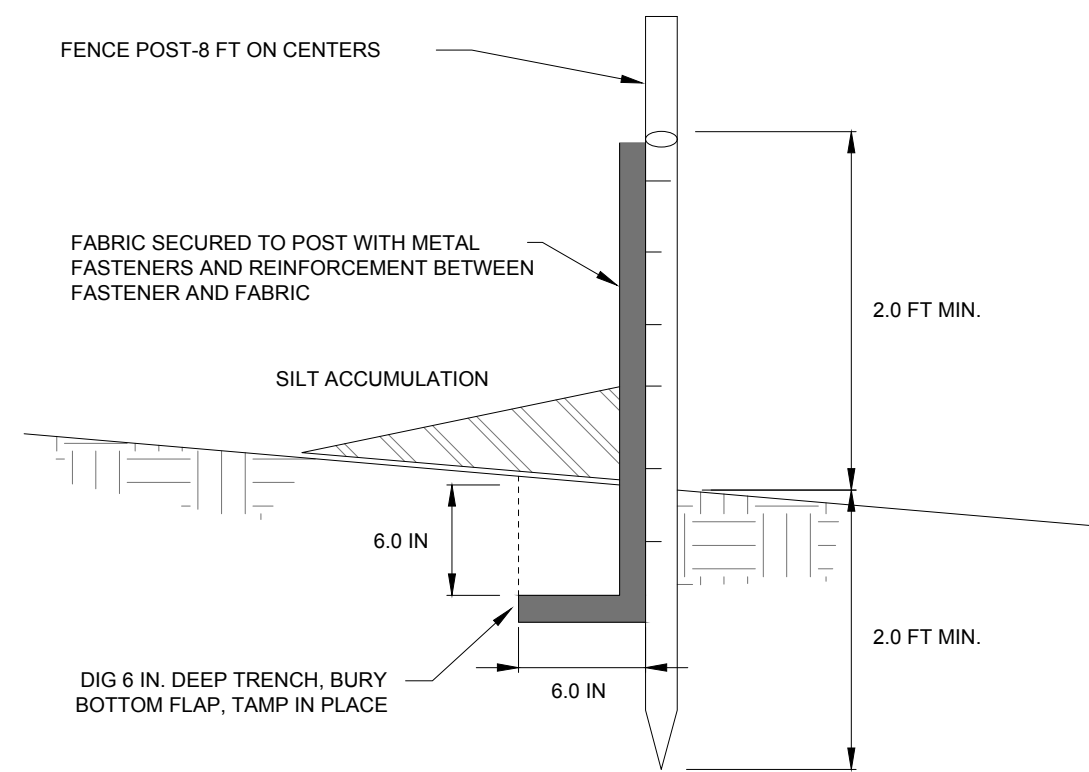 FENCE POST-8 FT ON CENTERS
FABRIC SECURED TO POST WITH METAL
FASTENERS AND REINFORCEMENT BETWEEN
FASTENER AND FABRIC
2.0 FT MIN.
SILT ACCUMULATION
6.0 IN
2.0 FT MIN.
DIG 6 IN. DEEP TRENCH, BURY
BOTTOM FLAP, TAMP IN PLACE
6.0 IN